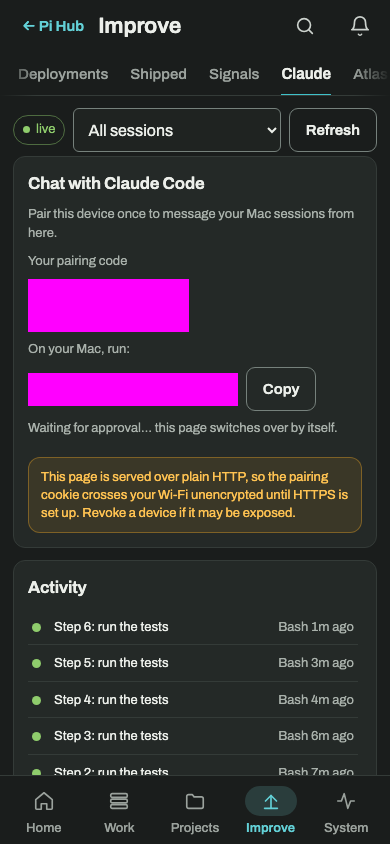 ← Pi Hub Improve
Deployments Shipped Signals Claude Atlas
live All sessions Refresh
Chat with Claude Code
Pair this device once to message your Mac sessions from
here.
Your pairing code
On your Mac, run:
Copy
Waiting for approval... this page switches over by itself.
This page is served over plain HTTP, so the pairing
cookie crosses your Wi-Fi unencrypted until HTTPS is
set up. Revoke a device if it may be exposed.
Activity
Step 6: run the tests Bash 1m ago
Step 5: run the tests Bash 3m ago
Step 4: run the tests Bash 4m ago
Step 3: run the tests Bash 6m ago
Step 2: run the tests Bash 7m ago
Home Work Projects Improve System